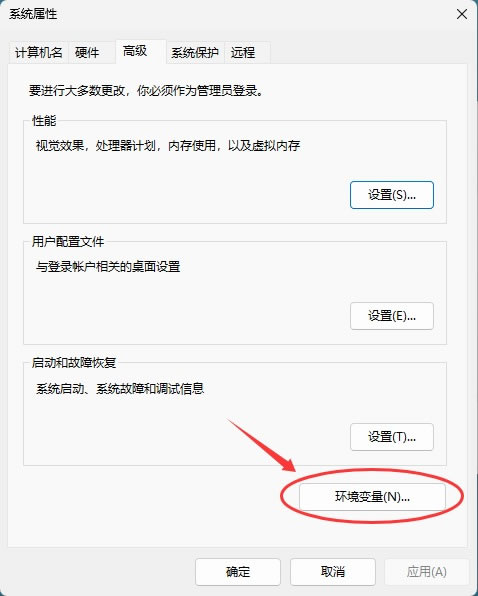 系统属性
计算机名 硬件 高级 系统保护 远程
要进行大多数更改，你必须作为管理员登录。
性能
视觉效果，处理器计划，内存使用，以及虚拟内存
设置(S)...
用户配置文件
与登录帐户相关的桌面设置
设置(E)...
启动和故障恢复
系统启动、系统故障和调试信息
设置(T)...
环境变量(N)...
确定 取消 应用(A)